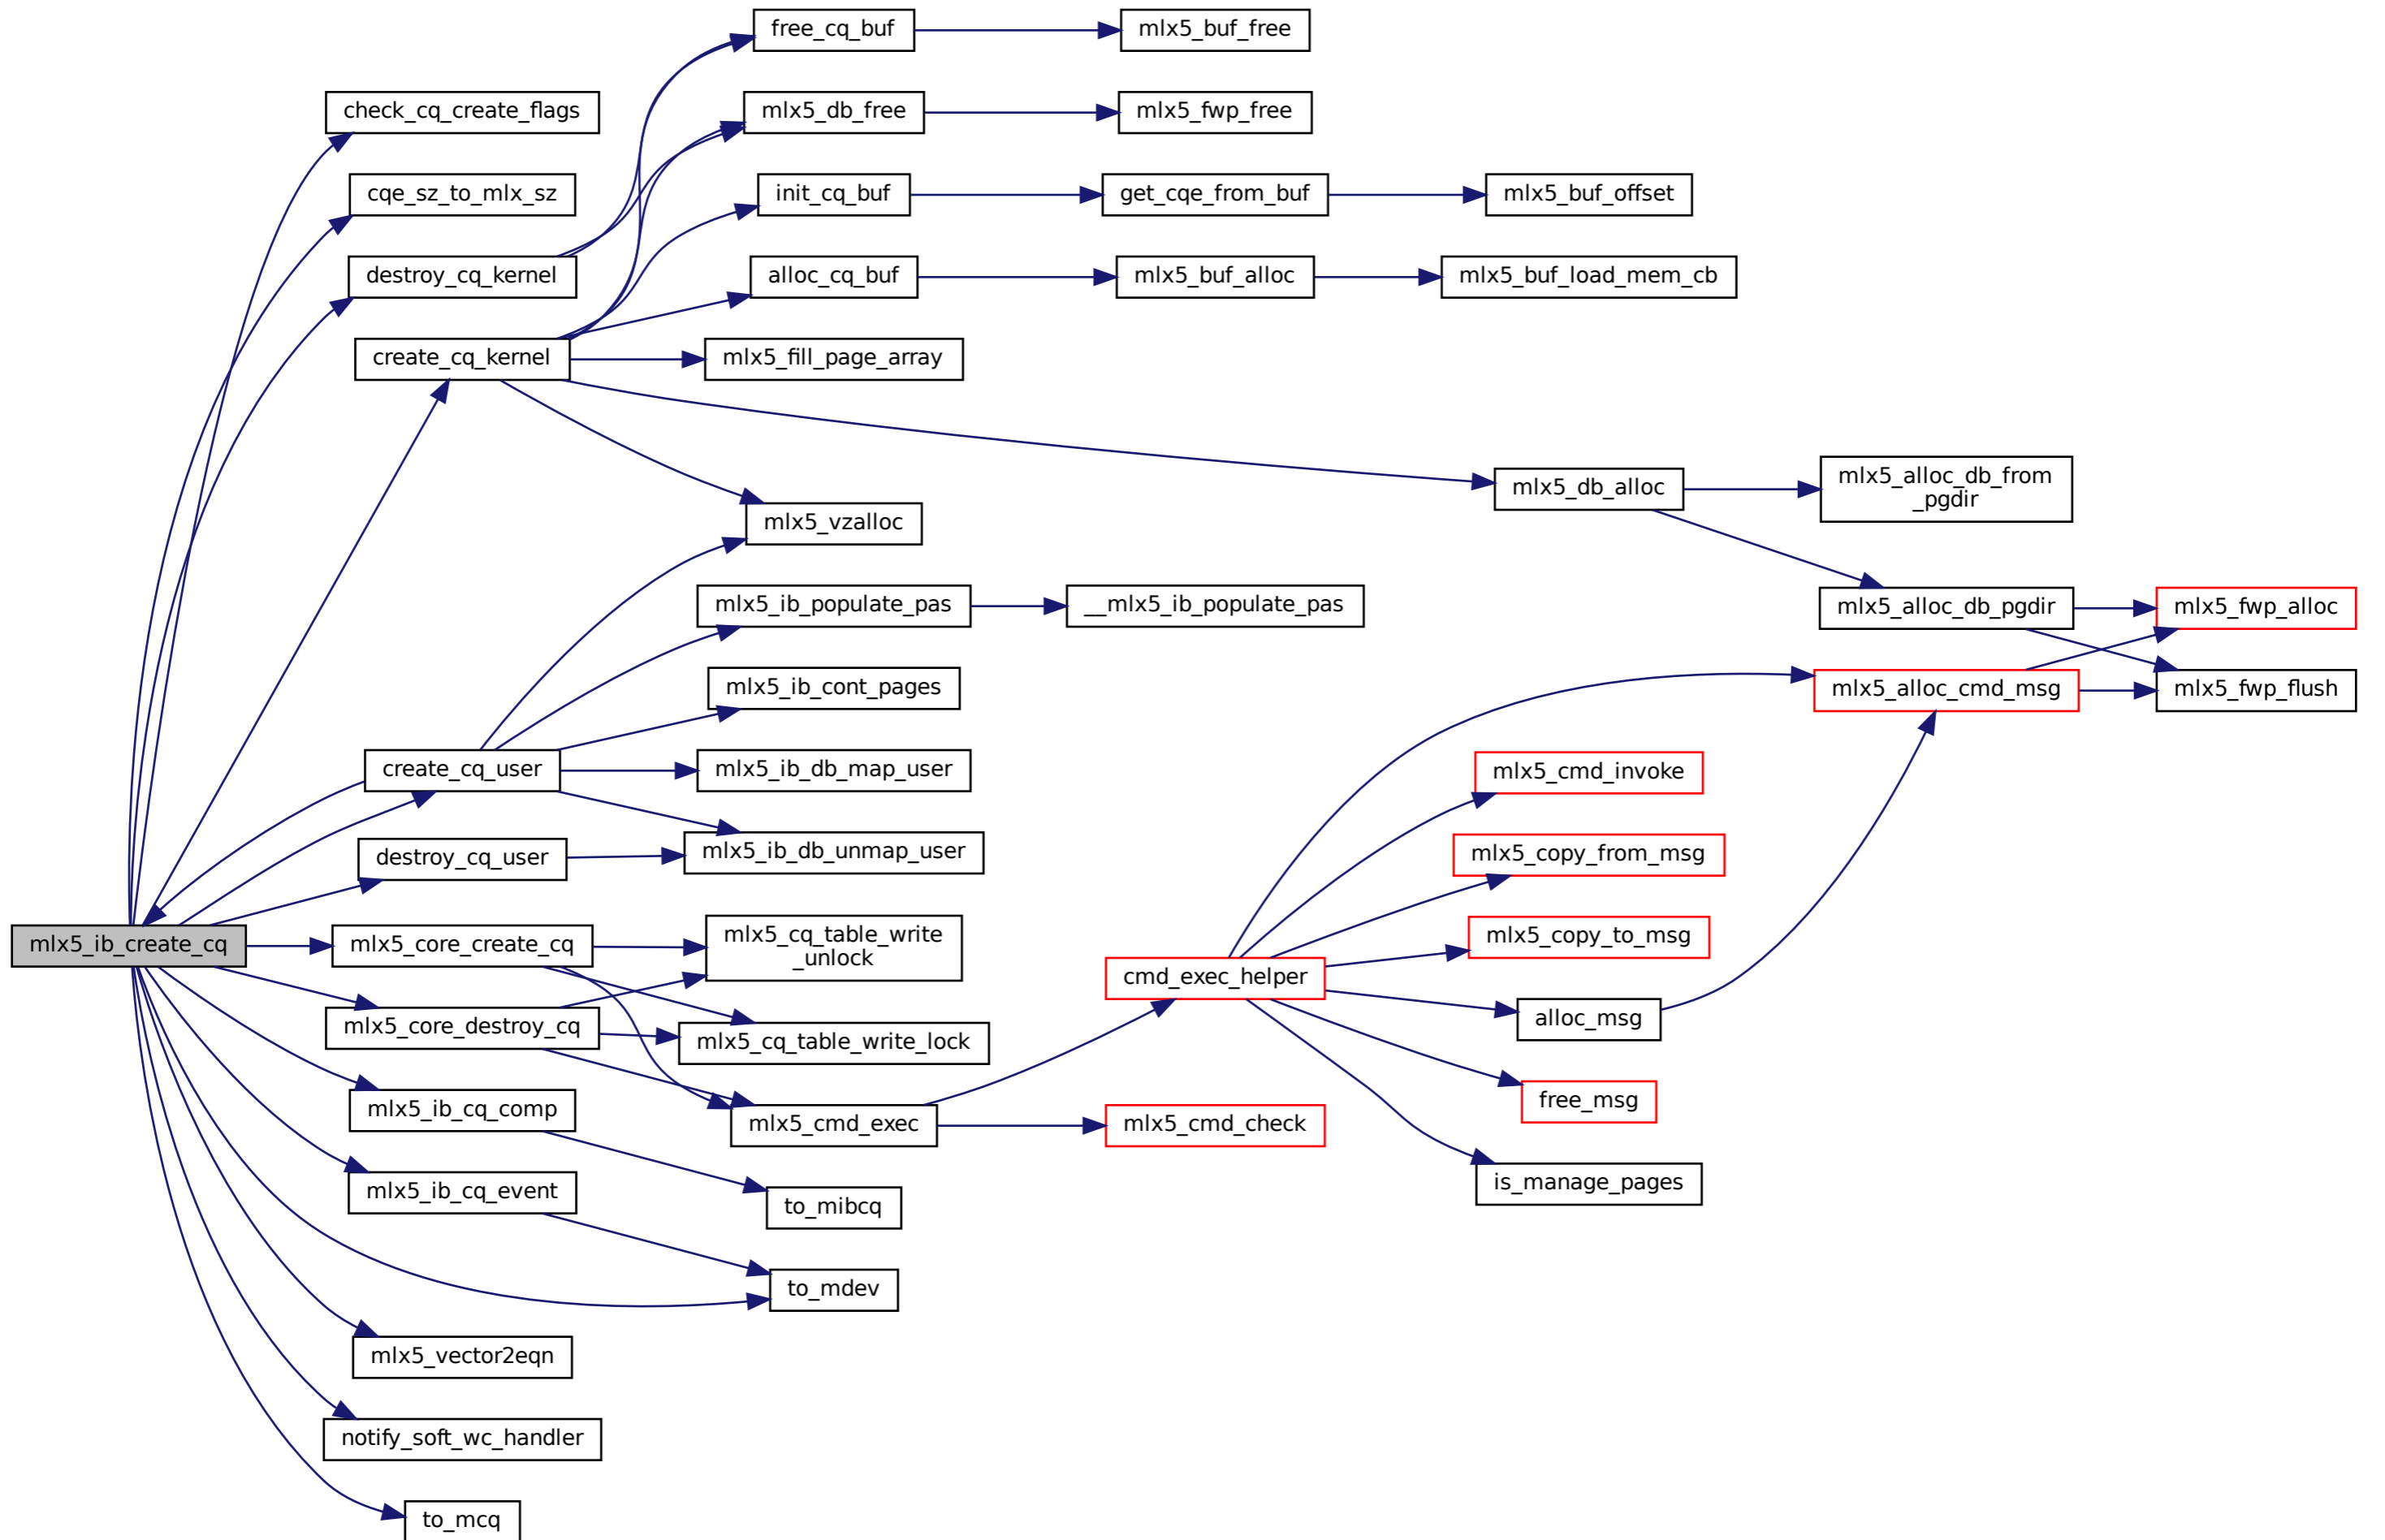 free_cq_buf
mlx5_buf_free
check_cq_create_flags
mlx5_db_free
mlx5_fwp_free
cqe_sz_to_mlx_sz
init_cq_buf
get_cqe_from_buf
mlx5_buf_offset
destroy_cq_kernel
alloc_cq_buf
mlx5_buf_alloc
mlx5_buf_load_mem_cb
create_cq_kernel
mlx5_fill_page_array
mlx5_db_alloc
mlx5_alloc_db_from
_pgdir
mlx5_vzalloc
mlx5_ib_populate_pas
__mlx5_ib_populate_pas
mlx5_alloc_db_pgdir
mlx5_fwp_alloc
mlx5_ib_cont_pages
mlx5_alloc_cmd_msg
mlx5_fwp_flush
create_cq_user
mlx5_ib_db_map_user
mlx5_cmd_invoke
destroy_cq_user
mlx5_ib_db_unmap_user
mlx5_copy_from_msg
mlx5_ib_create_cq
mlx5_core_create_cq
mlx5_cq_table_write
_unlock
mlx5_copy_to_msg
cmd_exec_helper
mlx5_core_destroy_cq
mlx5_cq_table_write_lock
alloc_msg
mlx5_ib_cq_comp
mlx5_cmd_exec
mlx5_cmd_check
free_msg
mlx5_ib_cq_event
to_mibcq
is_manage_pages
to_mdev
mlx5_vector2eqn
notify_soft_wc_handler
to_mcq